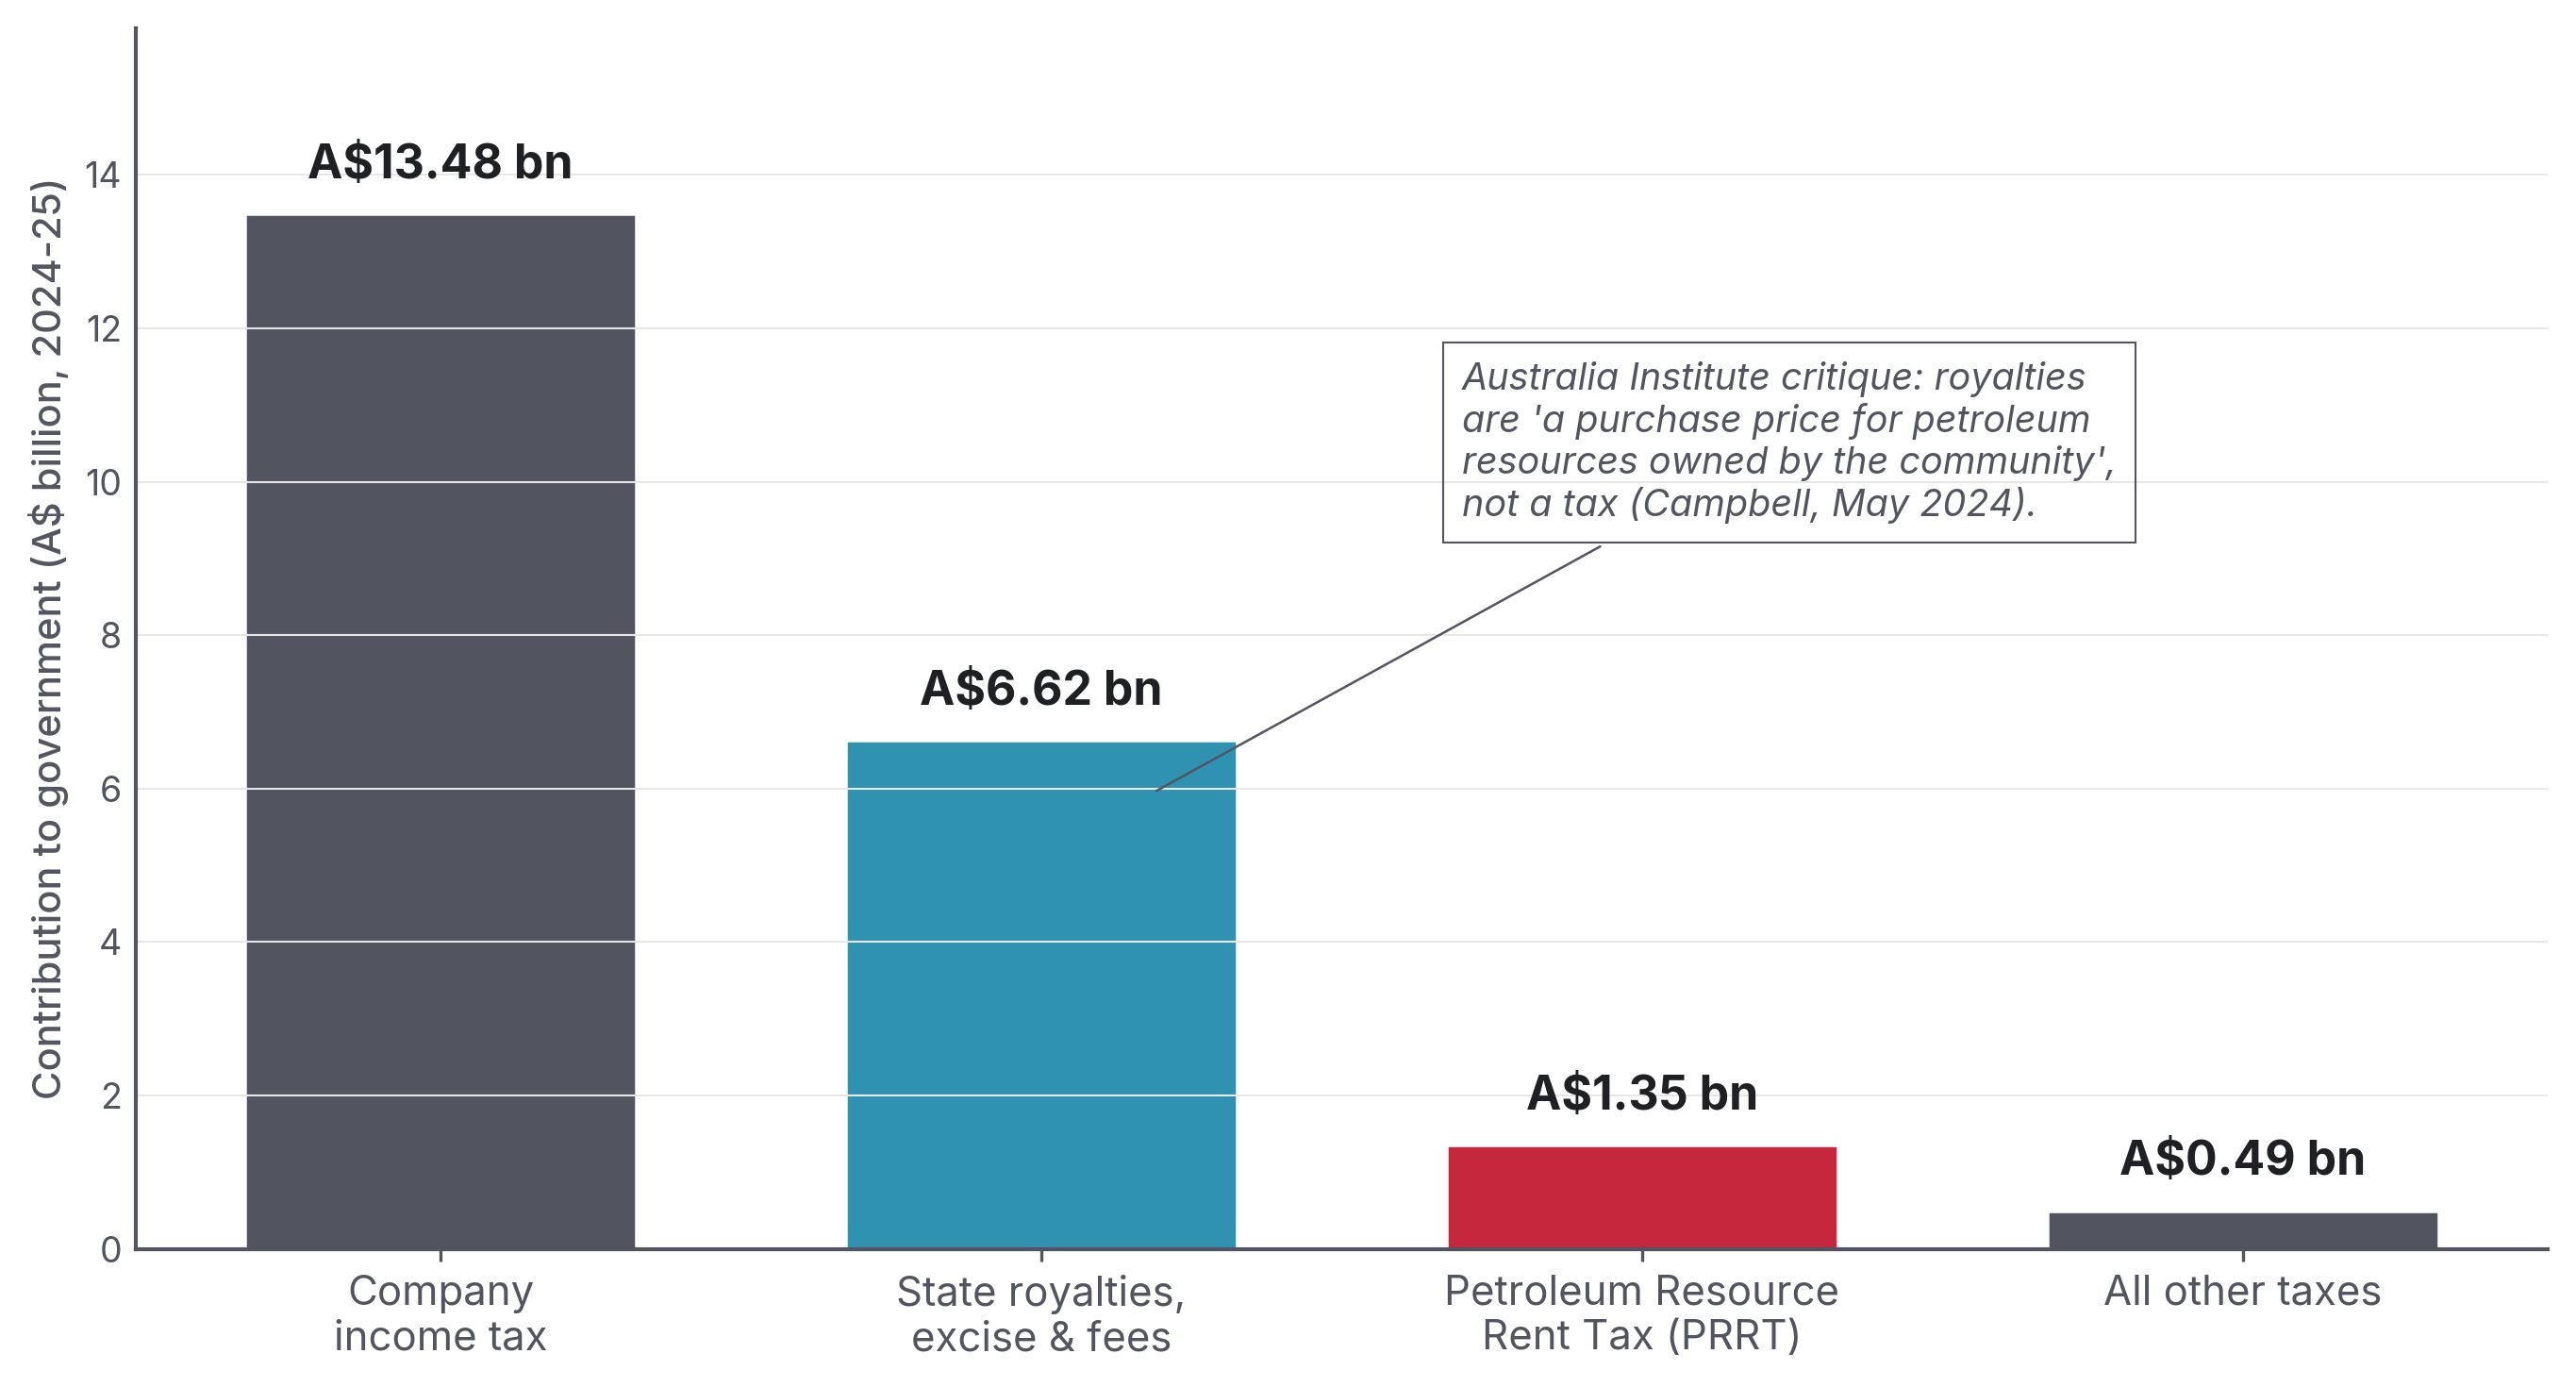 Contribution to government (A$ billion, 2024-25)
14
12
10
8
6
4
2
0
A$13.48 bn
A$6.62 bn
A$1.35 bn
A$0.49 bn
Australia Institute critique: royalties
are 'a purchase price for petroleum
resources owned by the community',
not a tax (Campbell, May 2024).
Company
income tax
State royalties,
excise & fees
Petroleum Resource
Rent Tax (PRRT)
All other taxes